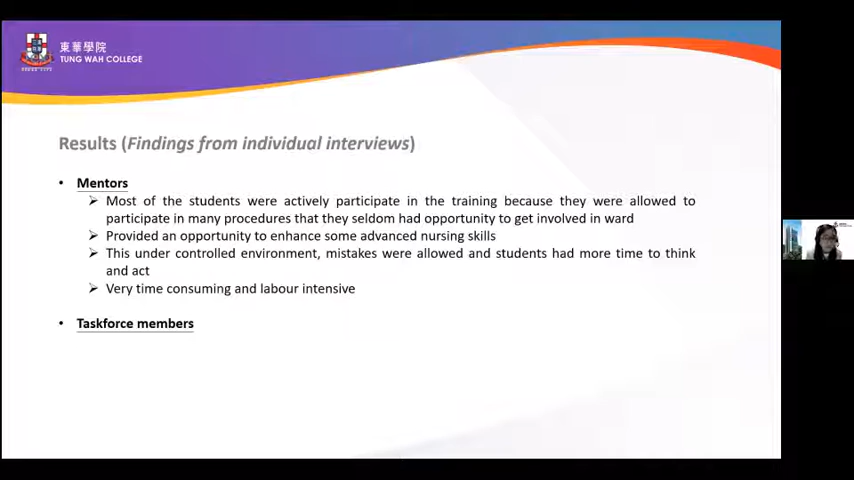 東華學院
TUNG WAH COLLEGE
Results (Findings from individual interviews)
• Mentors
➢ Most of the students were actively participate in the training because they were allowed to
participate in many procedures that they seldom had opportunity to get involved in ward
➢ Provided an opportunity to enhance some advanced nursing skills
➢ This under controlled environment, mistakes were allowed and students had more time to think
and act
➢ Very time consuming and labour intensive
• Taskforce members